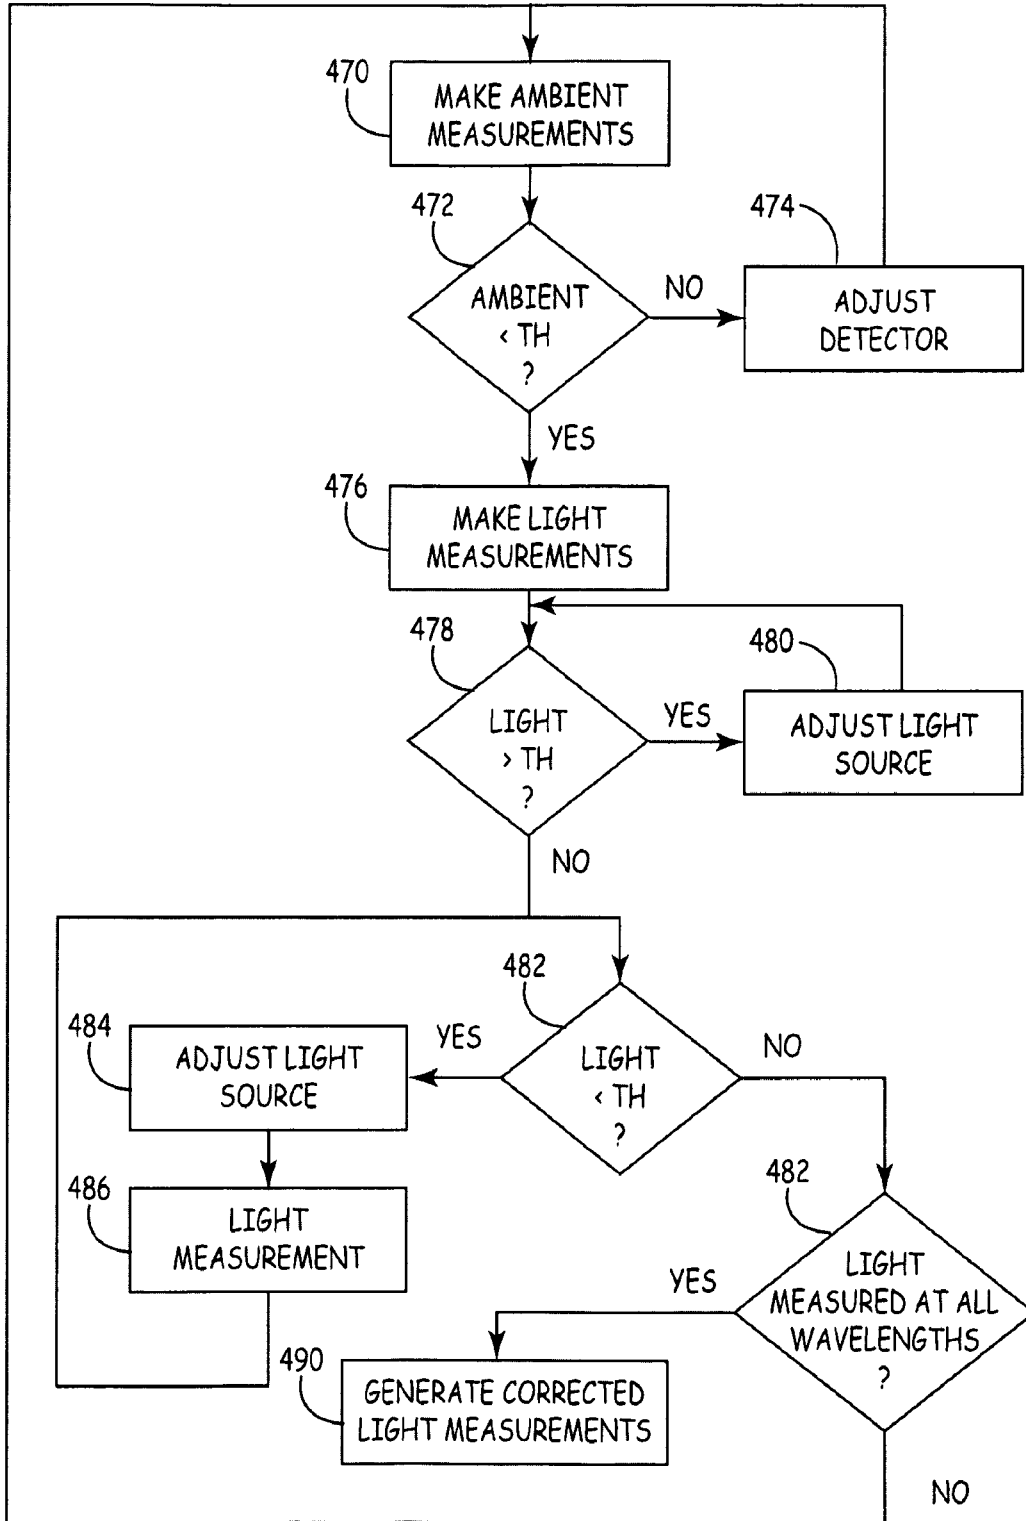 470
MAKE AMBIENT
MEASUREMENTS
472
AMBIENT
< TH
?
NO
474
ADJUST
DETECTOR
YES
476
MAKE LIGHT
MEASUREMENTS
478
LIGHT
> TH
?
YES
480
ADJUST LIGHT
SOURCE
NO
482
LIGHT
< TH
?
YES
484
ADJUST LIGHT
SOURCE
486
LIGHT
MEASUREMENT
NO
482
LIGHT
MEASURED AT ALL
WAVELENGTHS
?
YES
490
GENERATE CORRECTED
LIGHT MEASUREMENTS
NO